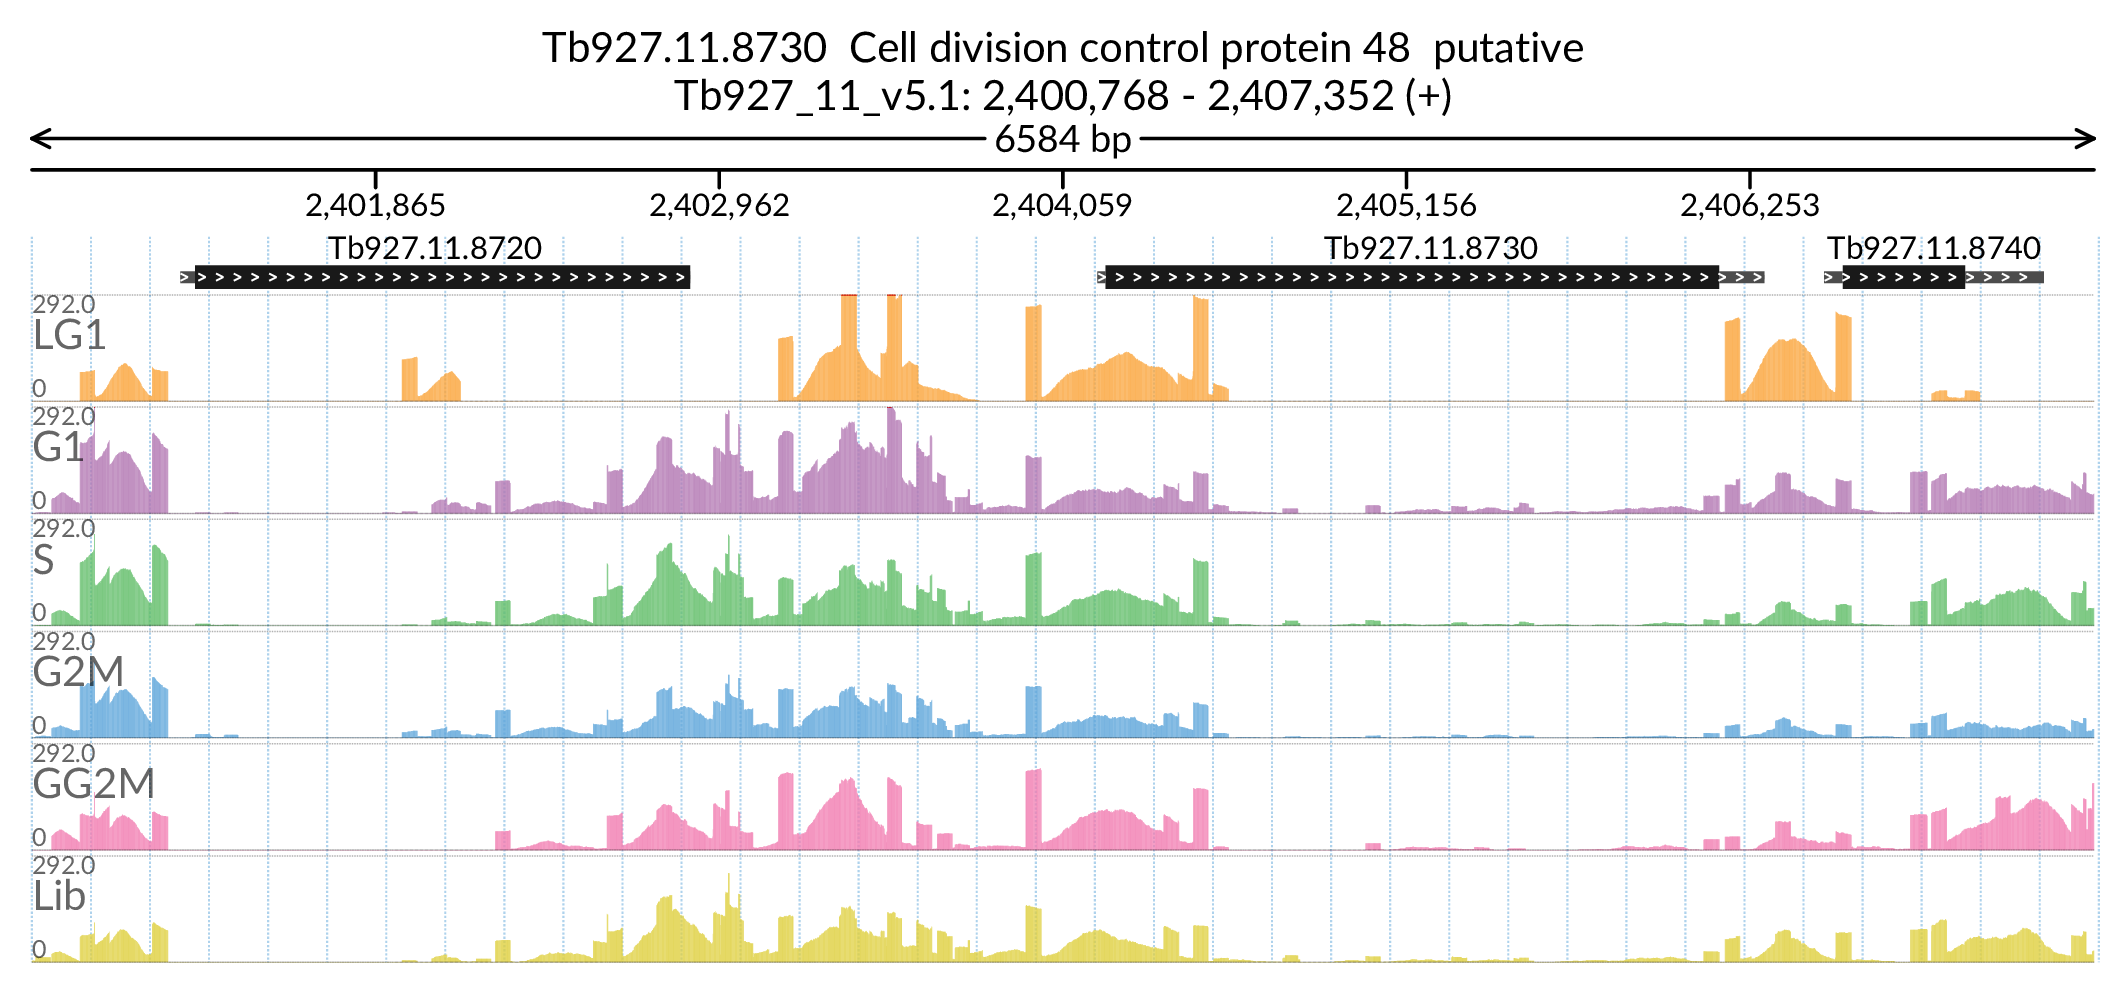 Tb927.11.8730  Cell division control protein 48  putative
Tb927_11_v5.1: 2,400,768 - 2,407,352 (+)
6584 bp
2,401,865 2,402,962 2,404,059 2,405,156 2,406,253
Tb927.11.8720 Tb927.11.8730 Tb927.11.8740
292.0
LG1
0
292.0
G1
0
292.0
S
0
292.0
G2M
0
292.0
GG2M
0
292.0
Lib
0